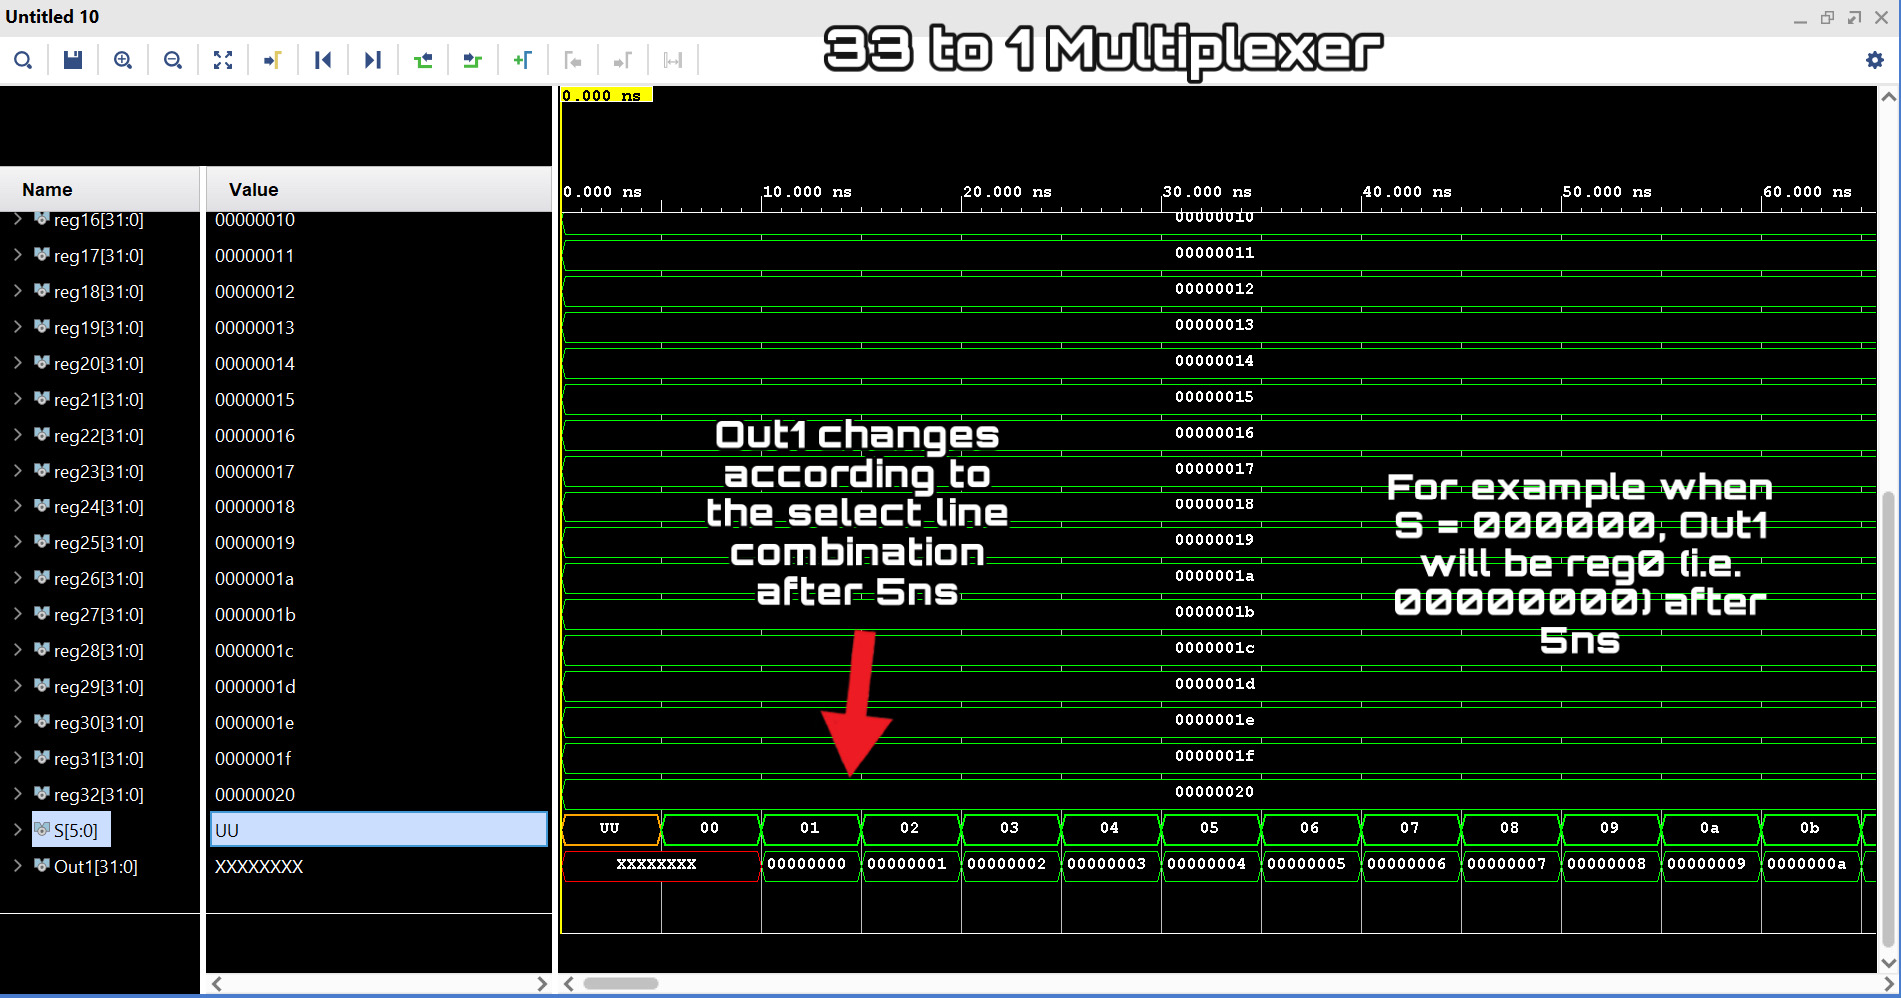 Untitled 10
33 to 1 Multiplexer
0.000 ns
Name Value
0.000 ns 10.000 ns 20.000 ns 30.000 ns 40.000 ns 50.000 ns 60.000 ns
reg16[31:0] 00000010 00000010
reg17[31:0] 00000011 00000011
reg18[31:0] 00000012 00000012
reg19[31:0] 00000013 00000013
reg20[31:0] 00000014 00000014
reg21[31:0] 00000015 00000015
reg22[31:0] 00000016 00000016
reg23[31:0] 00000017 00000017
reg24[31:0] 00000018 00000018
reg25[31:0] 00000019 00000019
reg26[31:0] 0000001a 0000001a
reg27[31:0] 0000001b 0000001b
reg28[31:0] 0000001c 0000001c
reg29[31:0] 0000001d 0000001d
reg30[31:0] 0000001e 0000001e
reg31[31:0] 0000001f 0000001f
reg32[31:0] 00000020 00000020
S[5:0] UU UU 00 01 02 03 04 05 06 07 08 09 0a 0b
Out1[31:0] XXXXXXXX XXXXXXXX 00000000 00000001 00000002 00000003 00000004 00000005 00000006 00000007 00000008 00000009 0000000a
Out1 changes
according to
the select line
combination
after 5ns
For example when
S = 000000, Out1
will be reg0 (i.e.
00000000) after
5ns